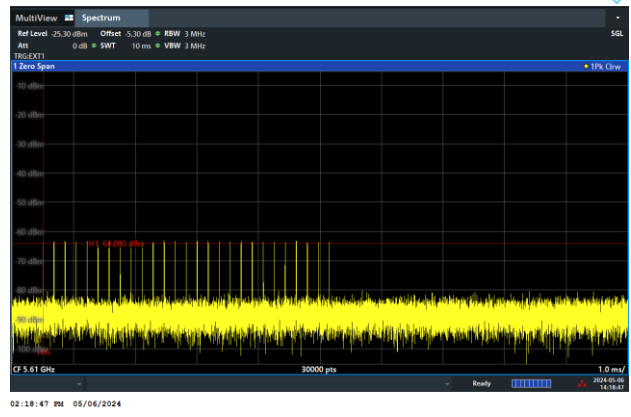 MultiView Spectrum
Ref Level -25.30 dBm Offset -5.30 dB RBW 3 MHz SGL
Att 0 dB SWT 10 ms VBW 3 MHz
TRG:EXT1
1 Zero Span 1Pk Clrw
-10 dBm
-20 dBm
-30 dBm
-40 dBm
-50 dBm
-60 dBm
H1 -64.000 dBm
-70 dBm
-80 dBm
-90 dBm
-100 dBm
CF 5.61 GHz 30000 pts 1.0 ms/
Ready 2024-05-06
14:18:47
02:18:47 PM 05/06/2024